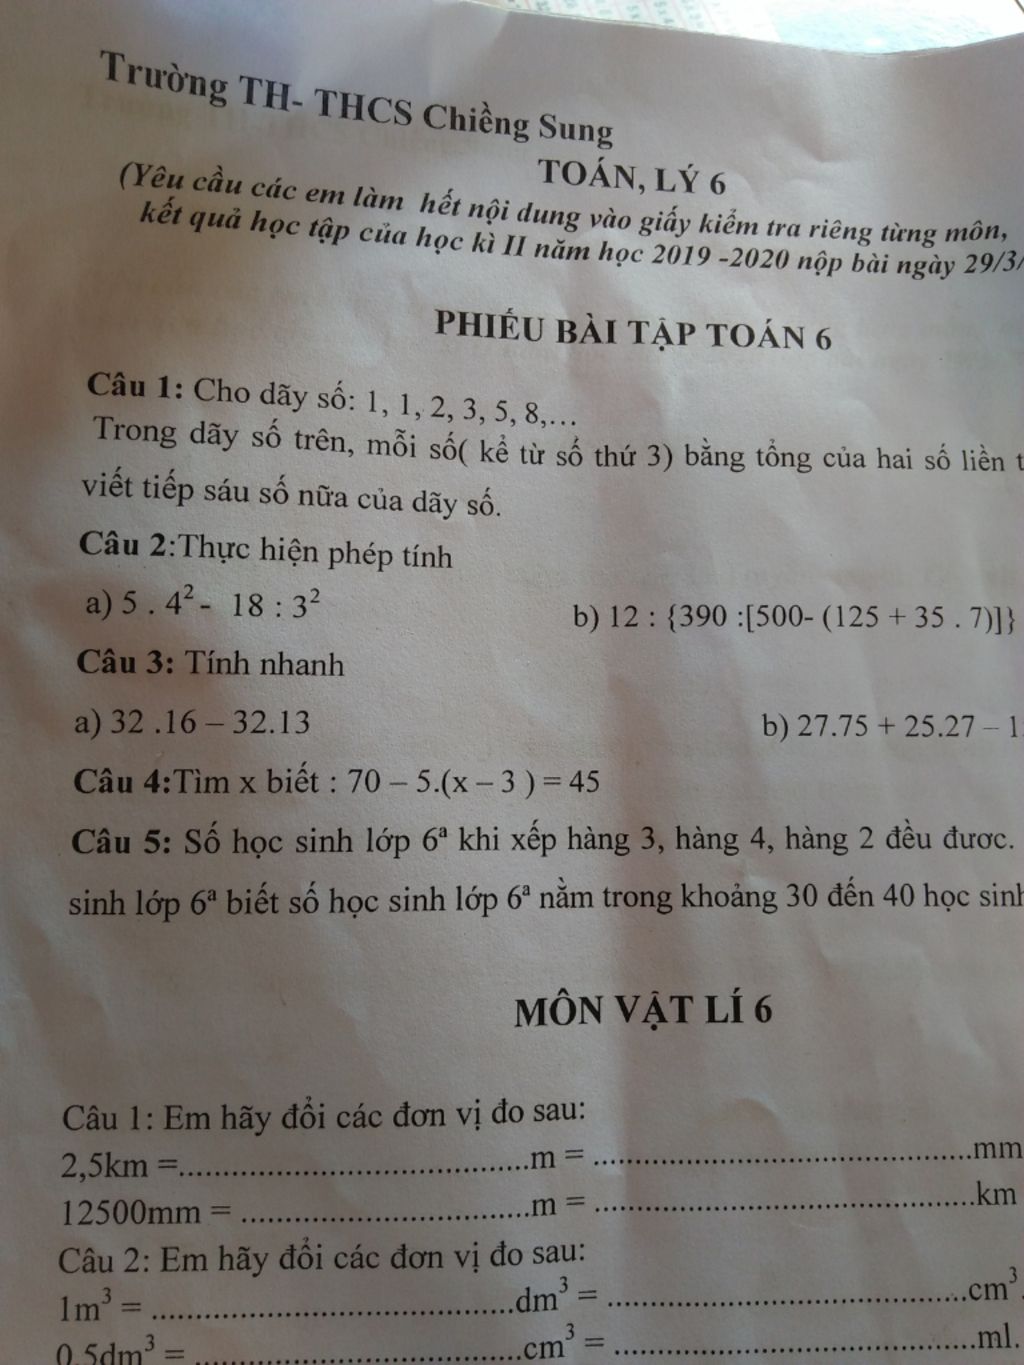 Trường TH- THCS Chiềng Sung
TOÁN, LÝ 6
(Yêu cầu các em làm hết nội dung vào giấy kiểm tra riêng từng môn,
kết quả học tập của học kì II năm học 2019 -2020 nộp bài ngày 29/3/
PHIẾU BÀI TẬP TOÁN 6
Câu 1: Cho dãy số: 1, 1, 2, 3, 5, 8,...
Trong dãy số trên, mỗi số( kể từ số thứ 3) bằng tổng của hai số liền
viết tiếp sáu số nữa của dãy số.
Câu 2:Thực hiện phép tính
a) 5 . 4² - 18 : 3² b) 12 : {390 :[500- (125 + 35 . 7)]}
Câu 3: Tính nhanh
a) 32 .16 – 32.13 b) 27.75 + 25.27 –
Câu 4:Tìm x biết : 70 – 5.(x – 3 ) = 45
Câu 5: Số học sinh lớp 6ª khi xếp hàng 3, hàng 4, hàng 2 đều đươc.
sinh lớp 6ª biết số học sinh lớp 6ª nằm trong khoảng 30 đến 40 học sinh
MÔN VẬT LÍ 6
Câu 1: Em hãy đổi các đơn vị đo sau:
2,5km =......................................m = .........................................mm
12500mm = ...............................m = .........................................km
Câu 2: Em hãy đổi các đơn vị đo sau:
1m³ = .......................................dm³ = .......................................cm³.
0,5dm³ = ...................................cm³ = .......................................ml.